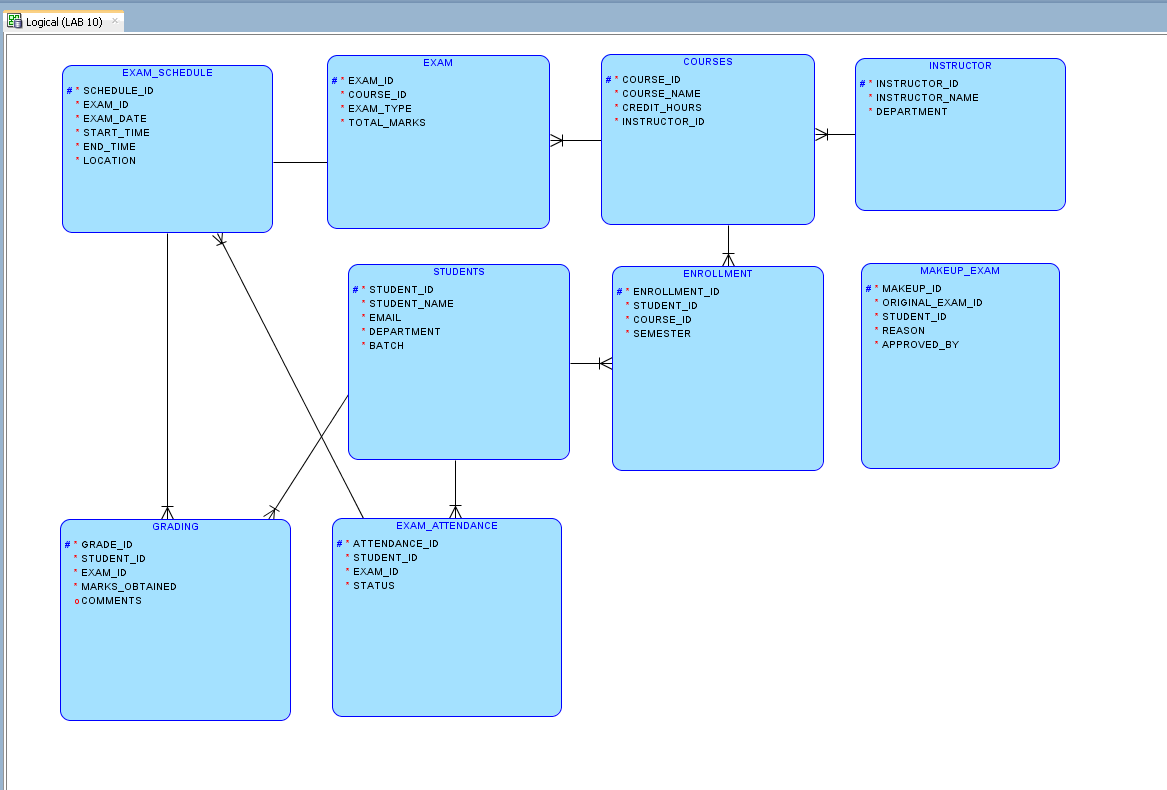 Logical (LAB 10)
EXAM_SCHEDULE
# * SCHEDULE_ID
* EXAM_ID
* EXAM_DATE
* START_TIME
* END_TIME
* LOCATION
EXAM
# * EXAM_ID
* COURSE_ID
* EXAM_TYPE
* TOTAL_MARKS
COURSES
# * COURSE_ID
* COURSE_NAME
* CREDIT_HOURS
* INSTRUCTOR_ID
INSTRUCTOR
# * INSTRUCTOR_ID
* INSTRUCTOR_NAME
* DEPARTMENT
STUDENTS
# * STUDENT_ID
* STUDENT_NAME
* EMAIL
* DEPARTMENT
* BATCH
ENROLLMENT
# * ENROLLMENT_ID
* STUDENT_ID
* COURSE_ID
* SEMESTER
MAKEUP_EXAM
# * MAKEUP_ID
* ORIGINAL_EXAM_ID
* STUDENT_ID
* REASON
* APPROVED_BY
GRADING
# * GRADE_ID
* STUDENT_ID
* EXAM_ID
* MARKS_OBTAINED
o COMMENTS
EXAM_ATTENDANCE
# * ATTENDANCE_ID
* STUDENT_ID
* EXAM_ID
* STATUS